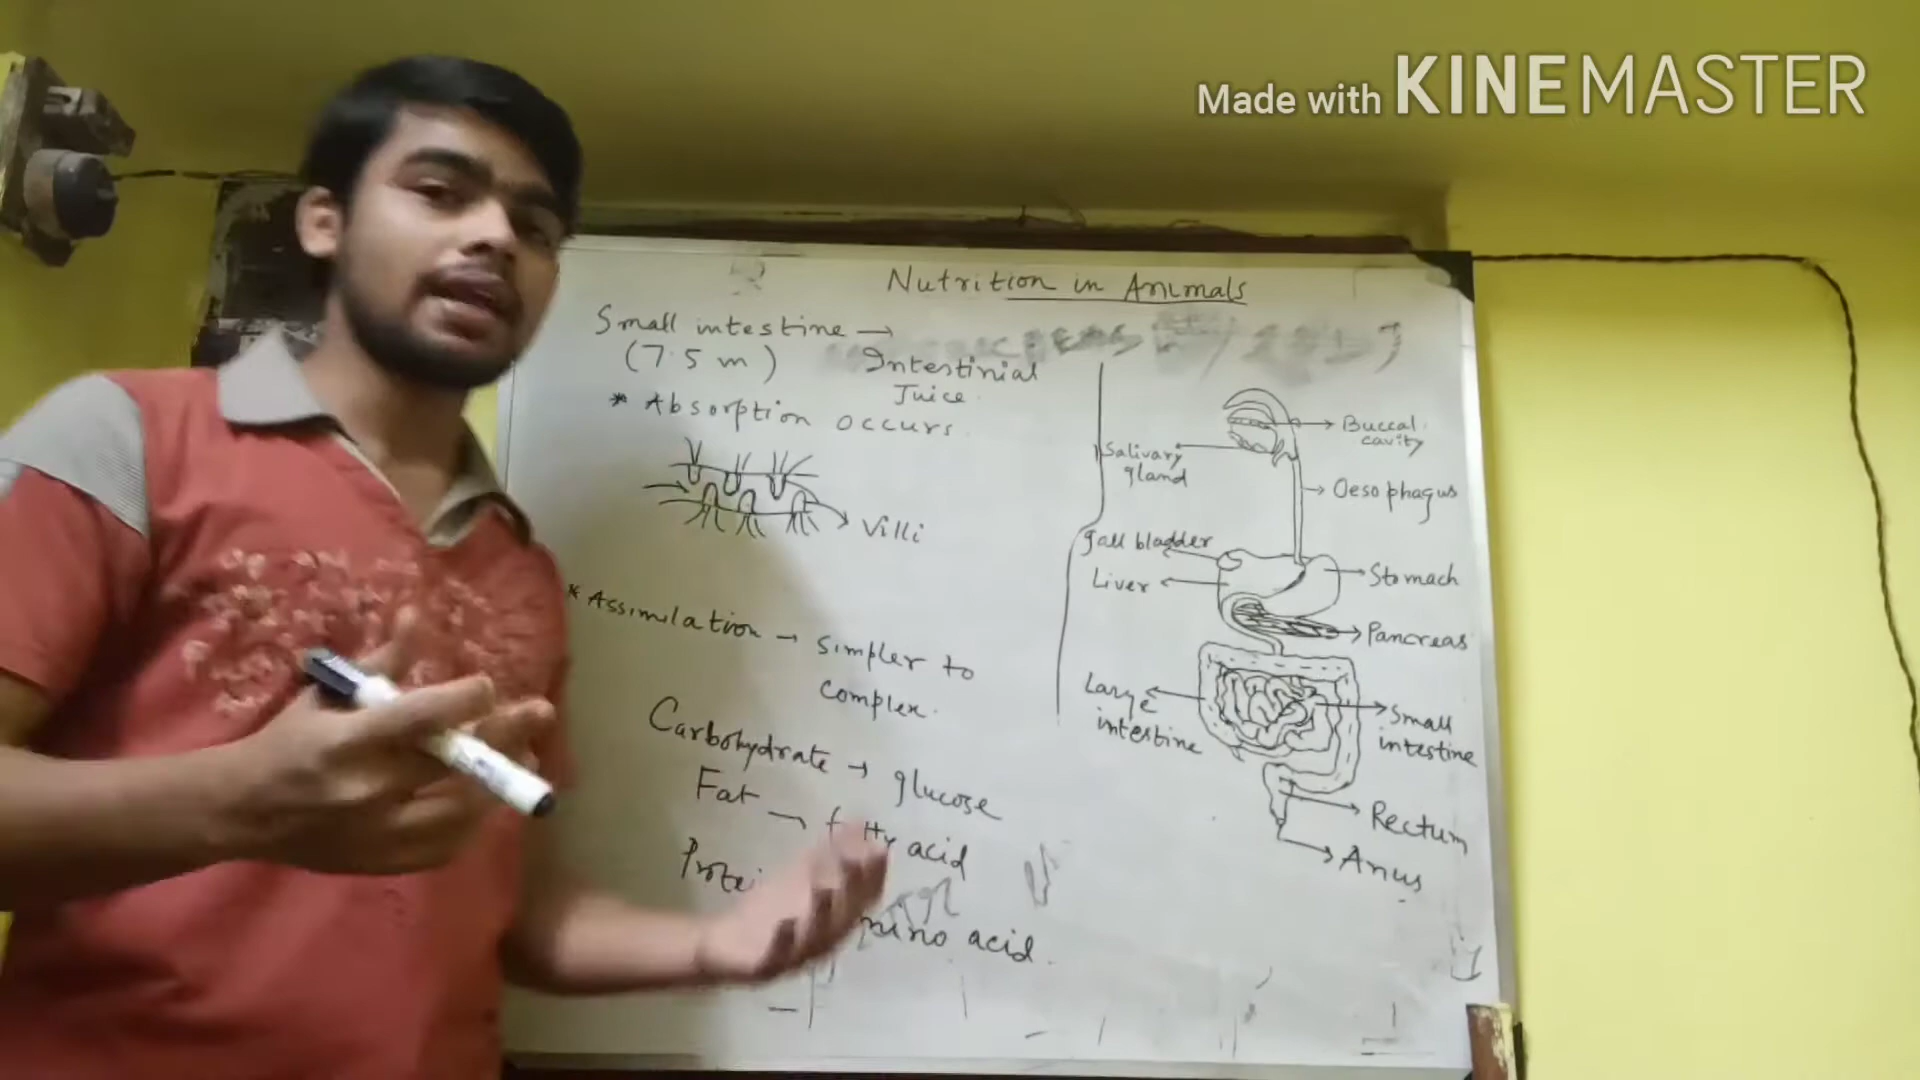 Made with KINEMASTER
Nutrition in Animals
Small intestine →
(7.5 m)
Intestinial
Juice
* Absorption occurs
Villi
* Assimilation → simpler to
complex.
Carbohydrate → glucose
Fat → fatty acid
acid.
Buccal
cavity
Salivary
gland
Oesophagus
gall bladder
Liver
Stomach
Pancreas
Large
intestine
Small
intestine
Rectum
Anus